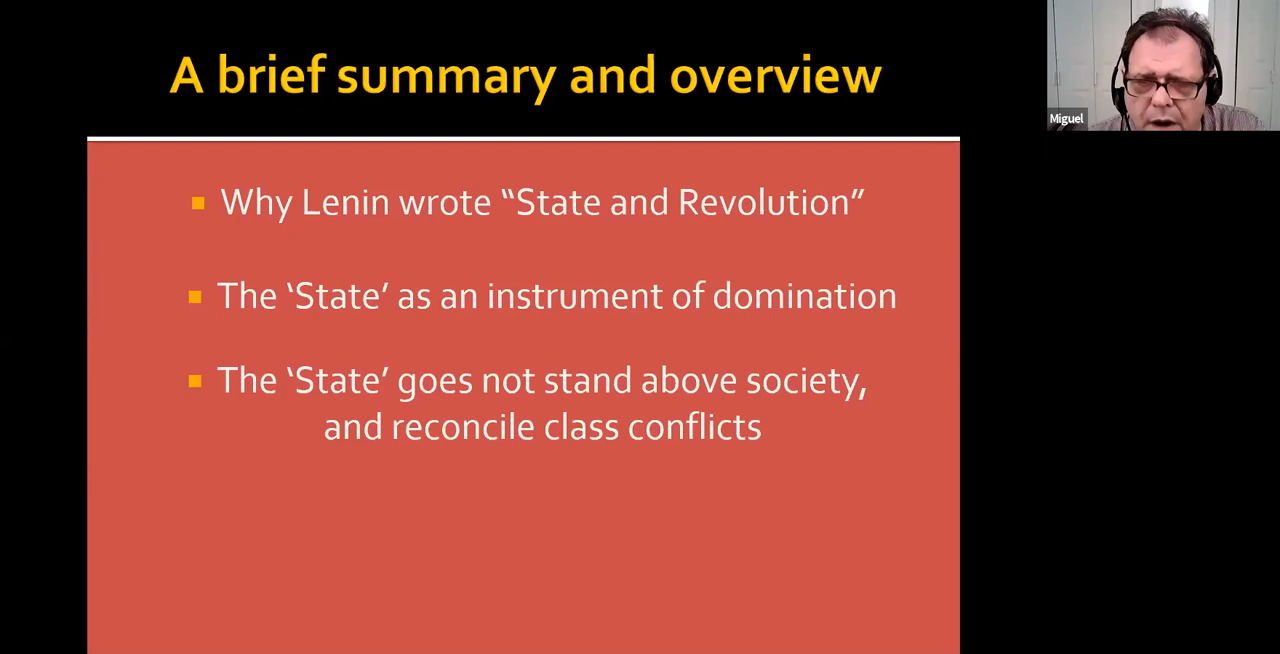 A brief summary and overview
Miguel
Why Lenin wrote “State and Revolution”
The ‘State’ as an instrument of domination
The ‘State’ goes not stand above society,
and reconcile class conflicts